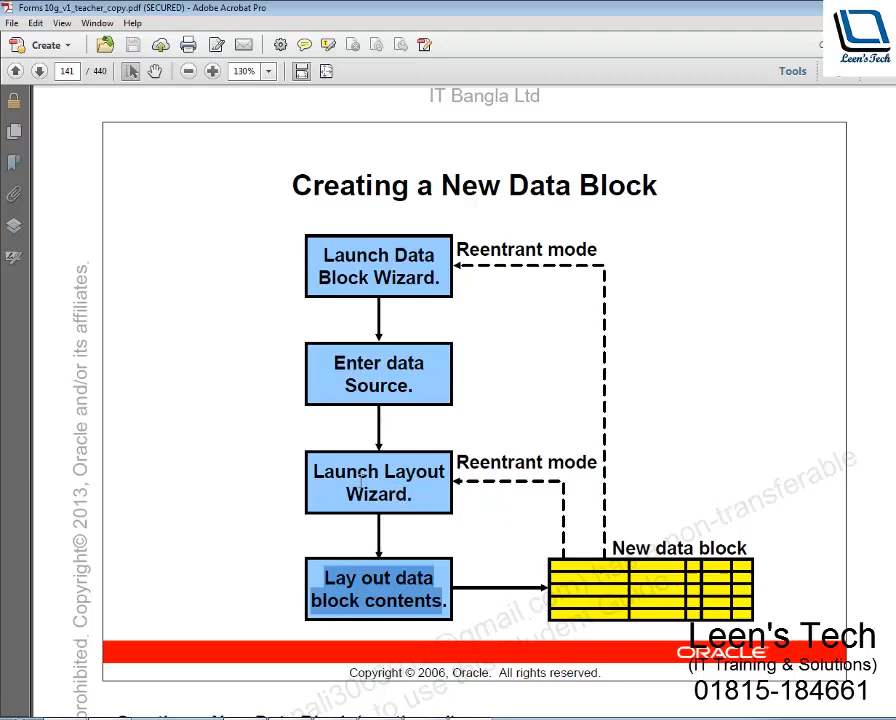 Forms 10g_v1_teacher_copy.pdf (SECURED) - Adobe Acrobat Pro
File Edit View Window Help
Create
141 / 440 130% Tools
Leen'sTech
IT Bangla Ltd
Creating a New Data Block
Launch Data
Block Wizard.
Reentrant mode
Enter data
Source.
Launch Layout
Wizard.
Reentrant mode
New data block
Lay out data
block contents.
ORACLE
Copyright © 2006, Oracle. All rights reserved.
prohibited. Copyright© 2013, Oracle and/or its affiliates.
non-transferable
Leen's Tech
(IT Training & Solutions)
01815-184661